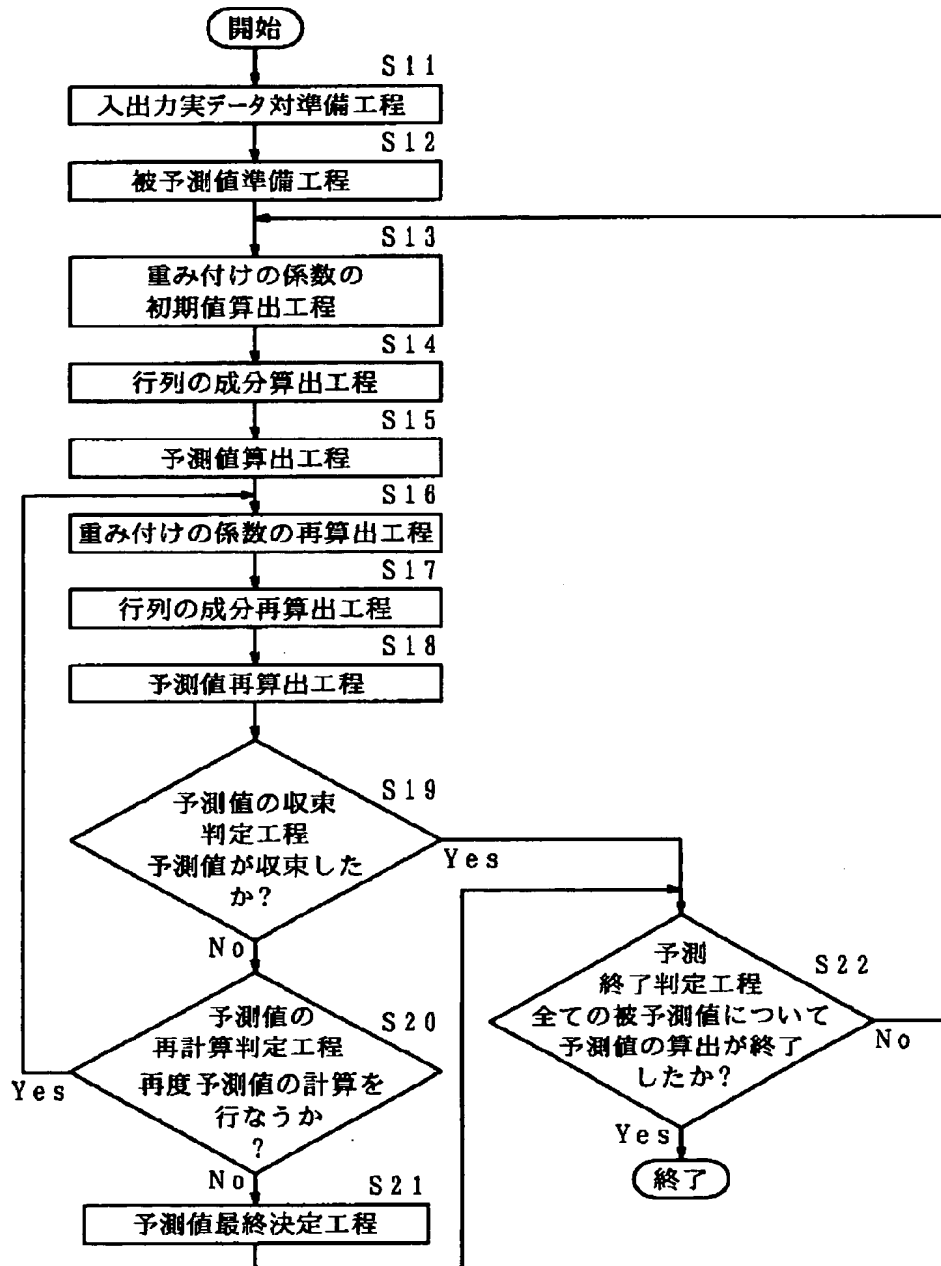 開始
S11
入出力実データ対準備工程
S12
被予測値準備工程
S13
重み付けの係数の
初期値算出工程
S14
行列の成分算出工程
S15
予測値算出工程
S16
重み付けの係数の再算出工程
S17
行列の成分再算出工程
S18
予測値再算出工程
S19
予測値の収束
判定工程
予測値が収束した
か?
Yes
No
S20
予測値の
再計算判定工程
再度予測値の計算を
行なうか
?
Yes
No
S21
予測値最終決定工程
S22
予測
終了判定工程
全ての被予測値について
予測値の算出が終了
したか?
No
Yes
終了